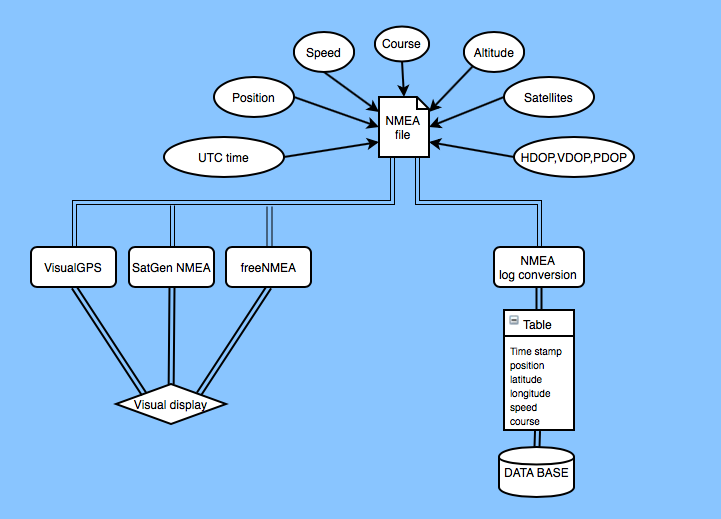 Course
Speed
Altitude
Position
Satellites
NMEA
file
UTC time
HDOP,VDOP,PDOP
VisualGPS
SatGen NMEA
freeNMEA
NMEA
log conversion
Table
Time stamp
position
latitude
longitude
speed
course
Visual display
DATA BASE